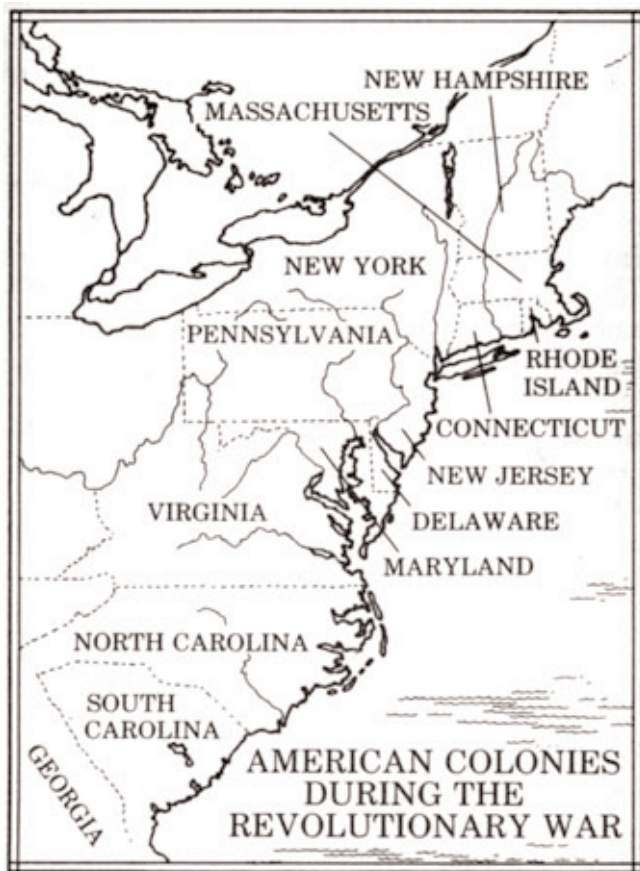 NEW HAMPSHIRE
MASSACHUSETTS
NEW YORK
PENNSYLVANIA
RHODE
ISLAND
CONNECTICUT
NEW JERSEY
VIRGINIA
DELAWARE
MARYLAND
NORTH CAROLINA
SOUTH
CAROLINA
GEORGIA
AMERICAN COLONIES
DURING THE
REVOLUTIONARY WAR